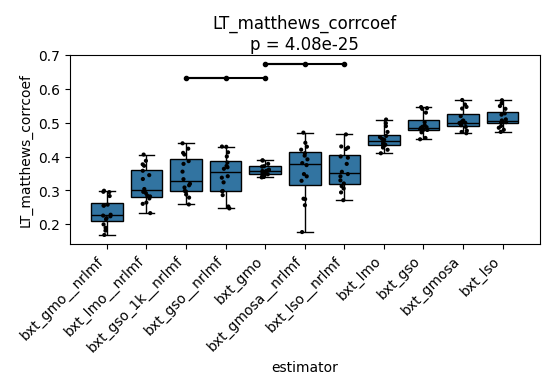 LT_matthews_corrcoef
p = 4.08e-25
LT_matthews_corrcoef
0.7
0.6
0.5
0.4
0.3
0.2
bxt_gmo__nrlmf
bxt_lmo__nrlmf
bxt_gso_1k__nrlmf
bxt_gso__nrlmf
bxt_gmo
bxt_gmosa__nrlmf
bxt_lso__nrlmf
bxt_lmo
bxt_gso
bxt_gmosa
bxt_lso
estimator